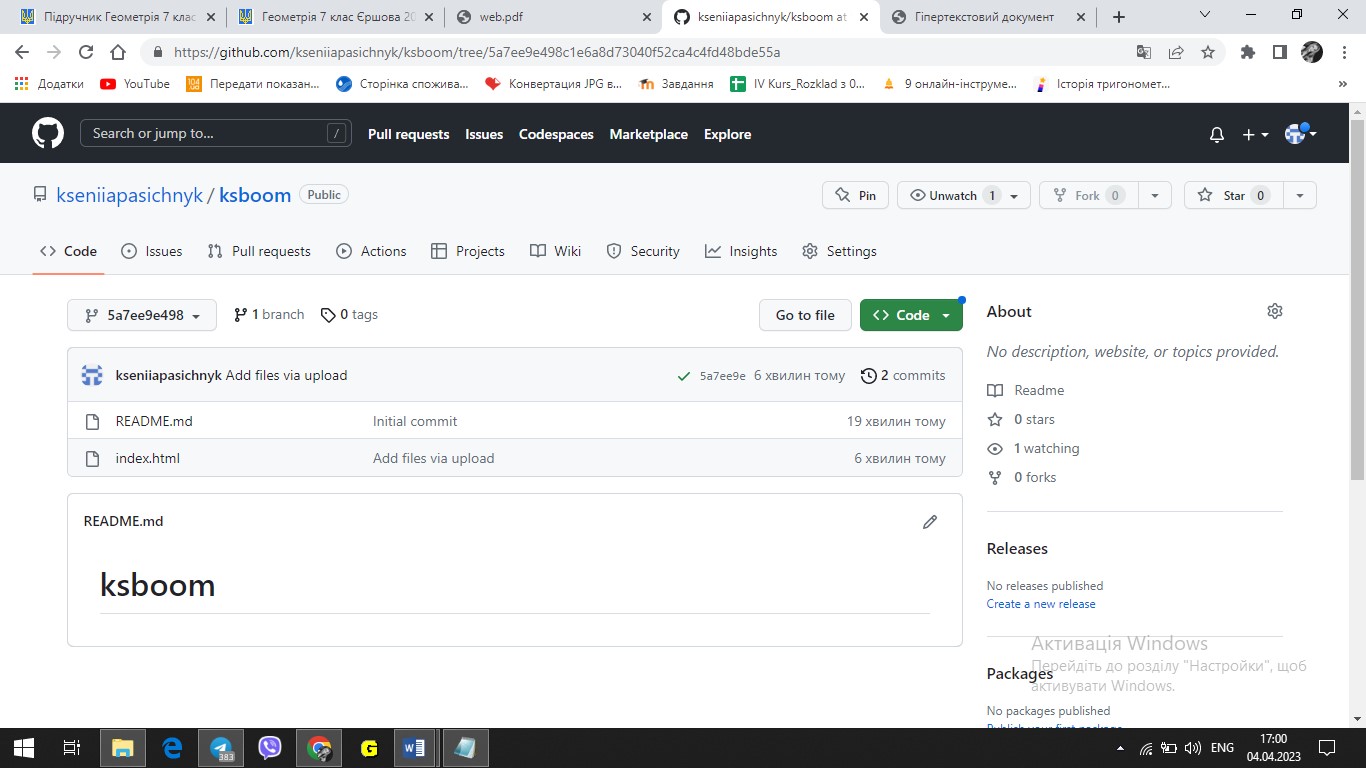 Підручник Геометрія 7 клас
Геометрія 7 клас Єршова 20
web.pdf
kseniiapasichnyk/ksboom at
Гіпертекстовий документ
https://github.com/kseniiapasichnyk/ksboom/tree/5a7ee9e498c1e6a8d73040f52ca4c4fd48bde55a
Додатки
YouTube
Передати показан...
Сторінка спожива...
Конвертация JPG в...
Завдання
IV Kurs_Rozklad з 0...
9 онлайн-інструме...
Історія тригономет...
Search or jump to...
/
Pull requests
Issues
Codespaces
Marketplace
Explore
kseniiapasichnyk / ksboom
Public
Pin
Unwatch 1
Fork 0
Star 0
Code
Issues
Pull requests
Actions
Projects
Wiki
Security
Insights
Settings
5a7ee9e498
1 branch
0 tags
Go to file
Code
kseniiapasichnyk Add files via upload
5a7ee9e 6 хвилин тому
2 commits
README.md
Initial commit
19 хвилин тому
index.html
Add files via upload
6 хвилин тому
README.md
ksboom
About
No description, website, or topics provided.
Readme
0 stars
1 watching
0 forks
Releases
No releases published
Create a new release
Активація Windows
Перейдіть до розділу "Настройки", щоб
активувати Windows.
Packages
No packages published
Publish your first package
383
ENG
17:00
04.04.2023